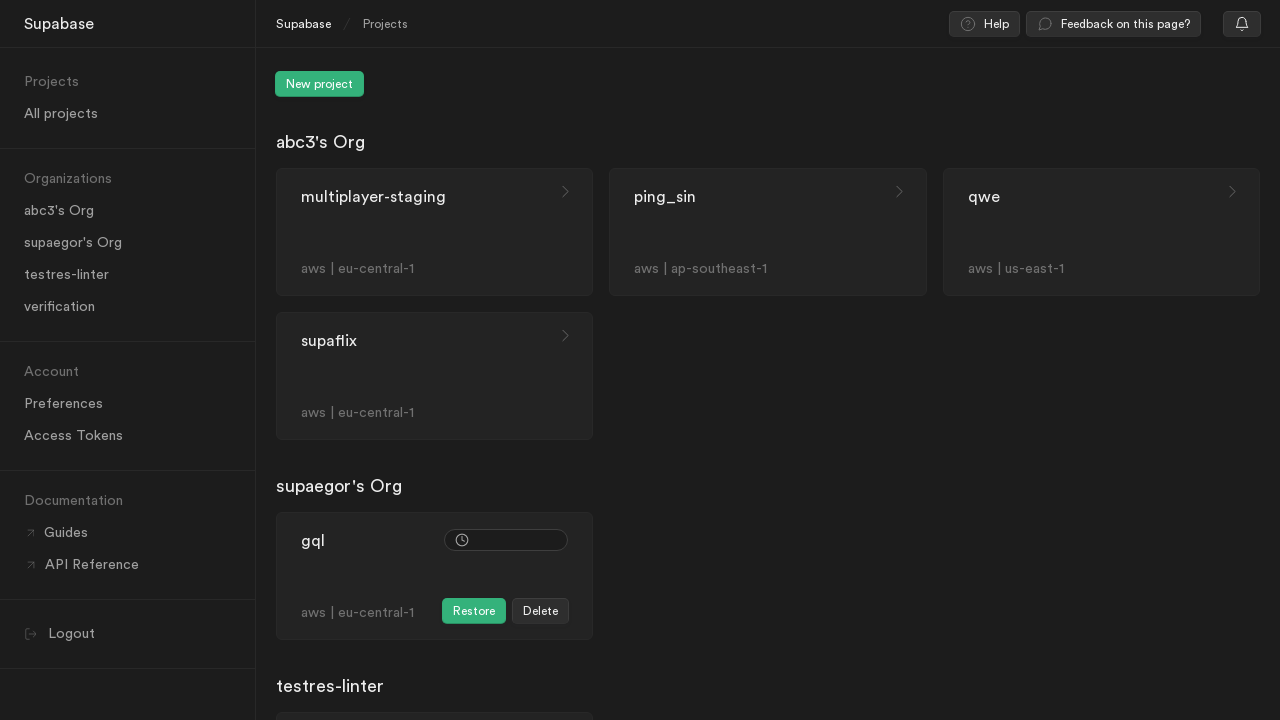 Supabase
Projects
All projects
Organizations
abc3's Org
supaegor's Org
testres-linter
verification
Account
Preferences
Access Tokens
Documentation
Guides
API Reference
Logout
Supabase / Projects
Help
Feedback on this page?
New project
abc3's Org
multiplayer-staging
aws | eu-central-1
ping_sin
aws | ap-southeast-1
qwe
aws | us-east-1
supaflix
aws | eu-central-1
supaegor's Org
gql
aws | eu-central-1
Restore
Delete
testres-linter